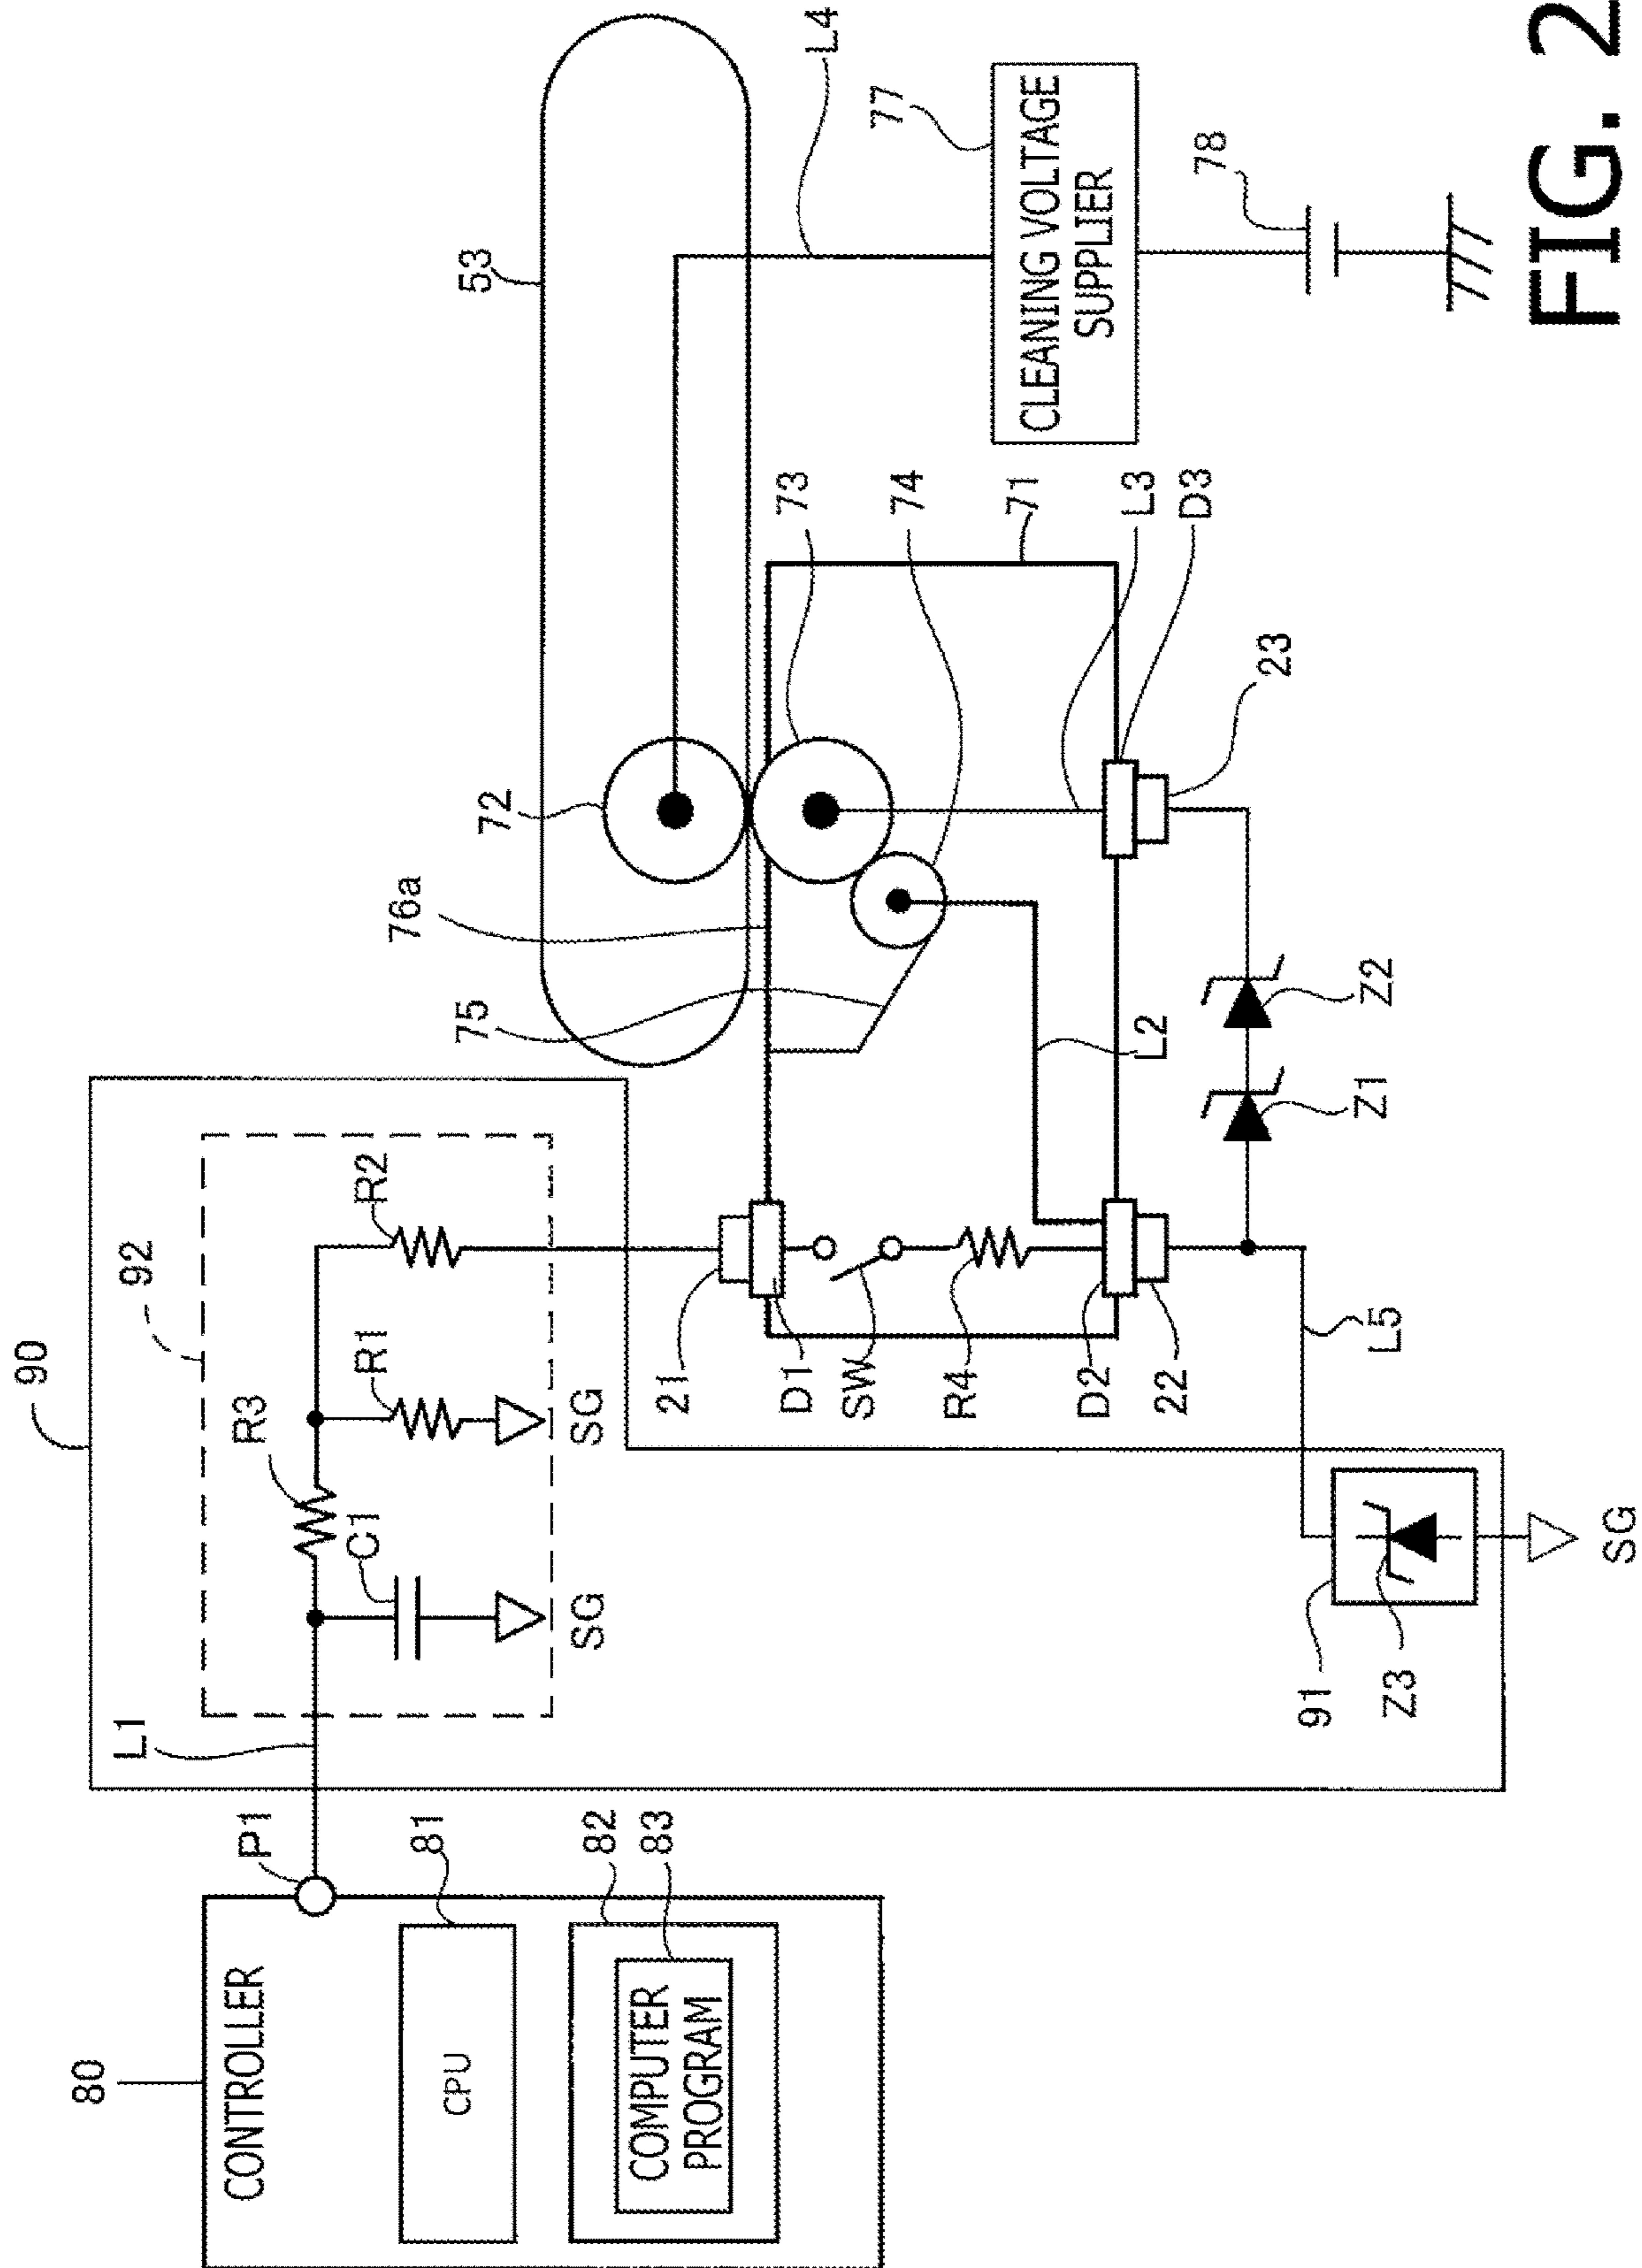 80
CONTROLLER
P1
81
CPU
82
83
COMPUTER
PROGRAM
90
L1
92
R3
C1
R1
R2
SG
SG
91
Z3
SG
L5
21
D1
SW
R4
D2
22
L2
Z1
Z2
75
76a
72
53
73
74
71
L3
D3
23
L4
77
CLEANING VOLTAGE
SUPPLIER
78
FIG. 2